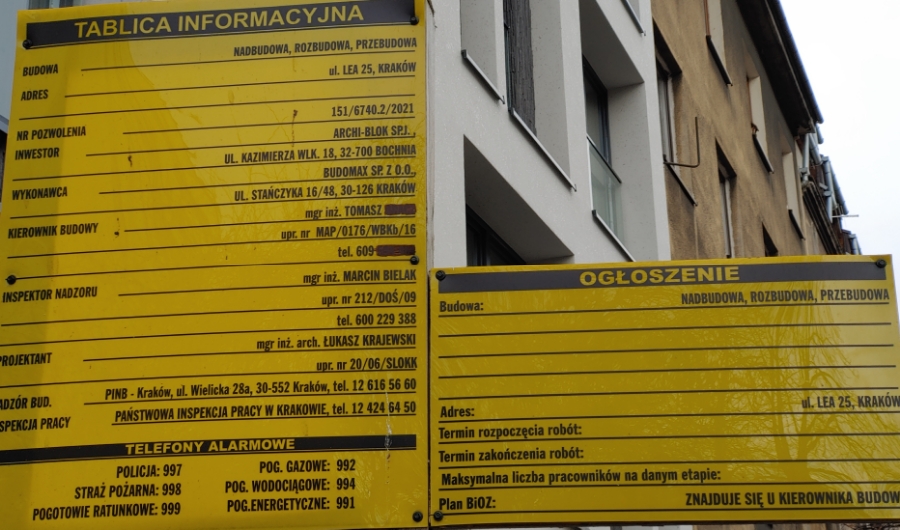 TABLICA INFORMACYJNA
NADBUDOWA, ROZBUDOWA, PRZEBUDOWA
BUDOWA
ul. LEA 25, KRAKÓW
ADRES
151/6740.2/2021
NR POZWOLENIA
ARCHI-BLOK SP.J.,
INWESTOR
UL. KAZIMIERZA WLK. 18, 32-700 BOCHNIA
BUDOMAX SP. Z O.O.,
WYKONAWCA
UL. STAŃCZYKA 16/48, 30-126 KRAKÓW
mgr inż. TOMASZ
KIEROWNIK BUDOWY
upr. nr MAP/0176/WBKb/16
tel. 609
mgr inż. MARCIN BIELAK
INSPEKTOR NADZORU
upr. nr 212/DOŚ/09
tel. 600 229 388
mgr inż. arch. ŁUKASZ KRAJEWSKI
PROJEKTANT
upr. nr 20/06/SLOKK
PINB - Kraków, ul. Wielicka 28a, 30-552 Kraków, tel. 12 616 56 60
ADZÓR BUD.
PAŃSTWOWA INSPEKCJA PRACY W KRAKOWIE, tel. 12 424 64 50
SPEKCJA PRACY
TELEFONY ALARMOWE
POLICJA: 997 POG. GAZOWE: 992
STRAŻ POŻARNA: 998 POG. WODOCIĄGOWE: 994
POGOTOWIE RATUNKOWE: 999 POG.ENERGETYCZNE: 991
OGŁOSZENIE
Budowa: NADBUDOWA, ROZBUDOWA, PRZEBUDOWA
Adres: ul. LEA 25, KRAKÓW
Termin rozpoczęcia robót:
Termin zakończenia robót:
Maksymalna liczba pracowników na danym etapie:
Plan BiOZ: ZNAJDUJE SIĘ U KIEROWNIKA BUDOW